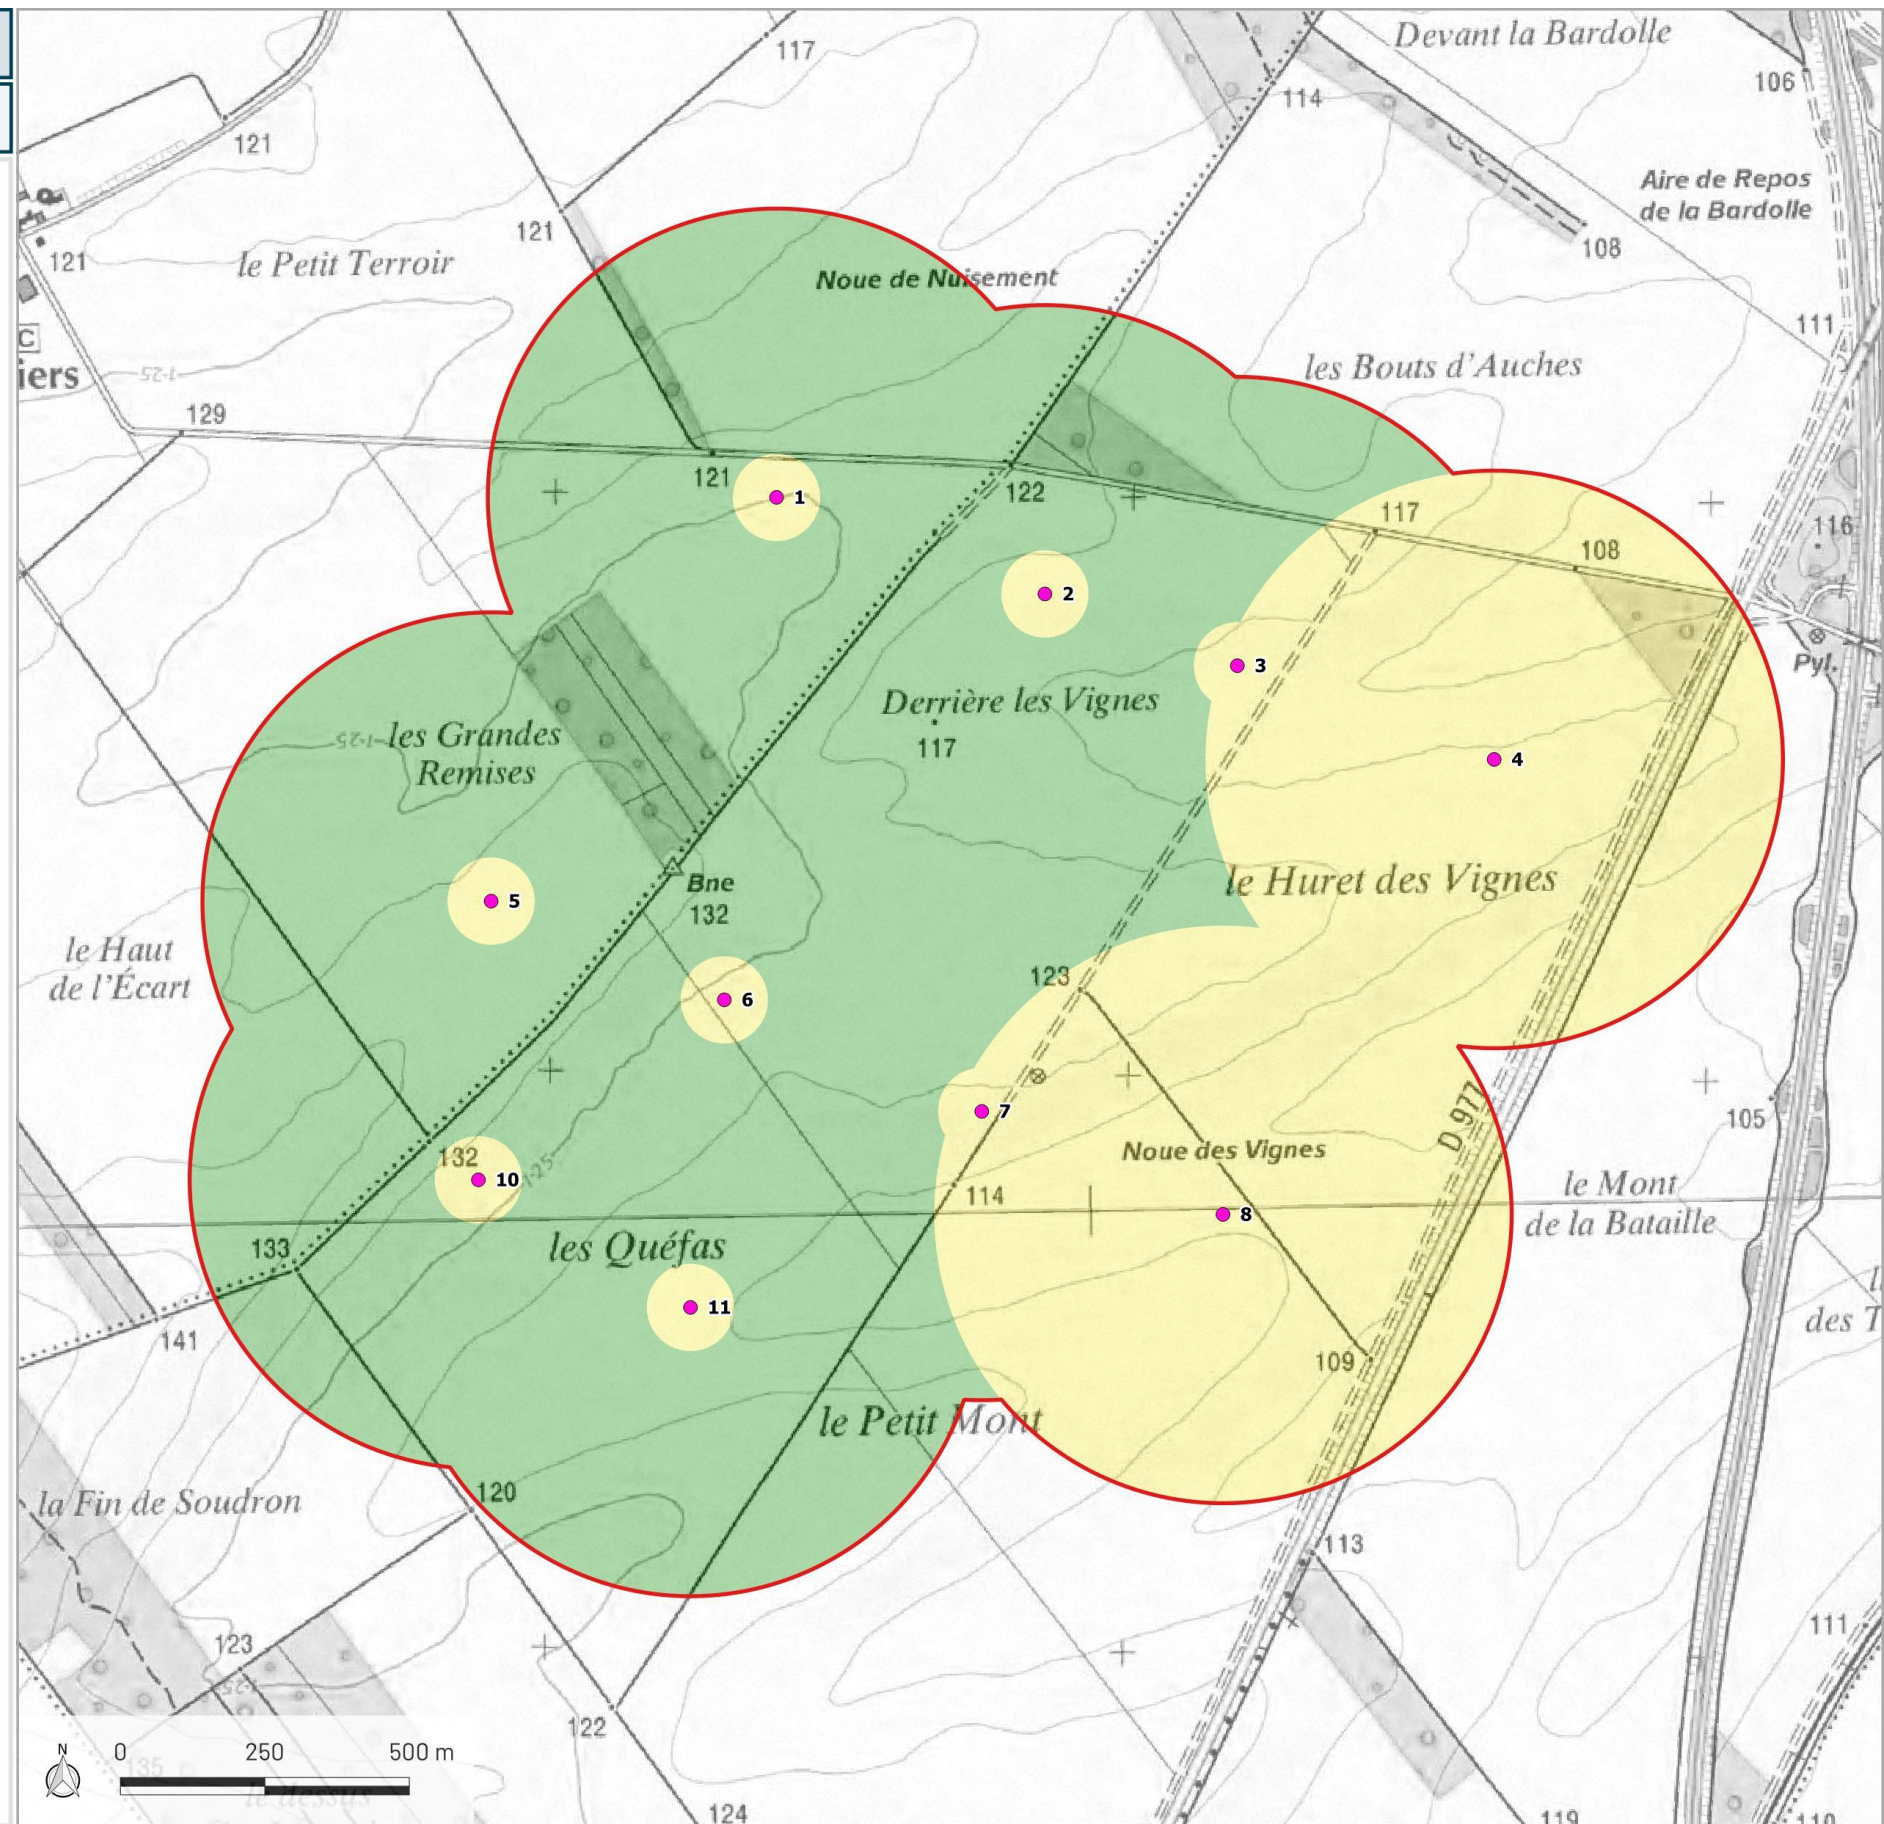 Devant la Bardolle
117
106
114
121
Aire de Repos
de la Bardolle
121
108
121
le Petit Terroir
Noue de Nuisement
111
C
les Bouts d'Auches
iers
129
121
1
122
117
116
108
2
3
Pyl.
Derrière les Vignes
les Grandes
Remises
117
4
Bne
132
le Huret des Vignes
5
le Haut
de l'Écart
123
6
7
D 977
105
132
10
Noue des Vignes
114
8
le Mont
de la Bataille
133
les Quéfas
11
141
109
des T
le Petit Mont
la Fin de Soudron
120
113
123
111
122
N
0 250 500 m
135
le dessus
124
119
110